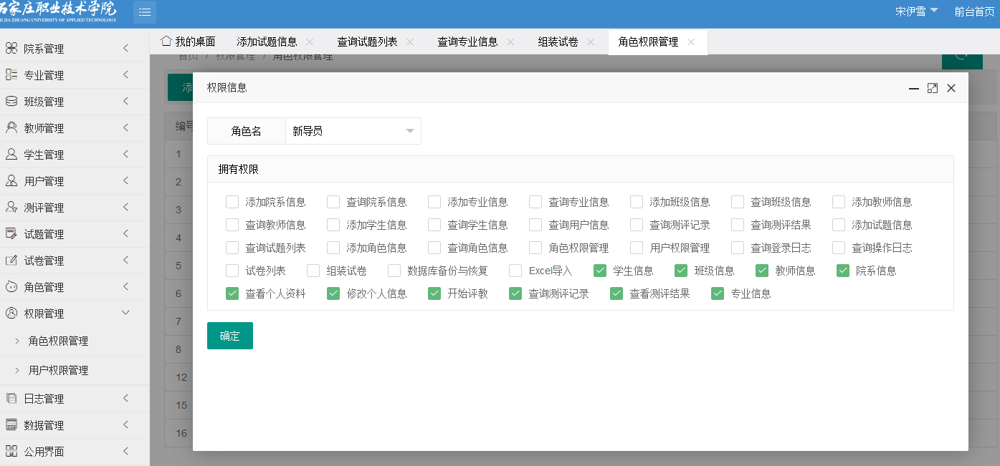 石家庄职业技术学院
宋伊雪
前台首页
SHI JIA ZHUANG UNIVERSITY OF APPLIED TECHNOLOGY
我的桌面 添加试题信息 查询试题列表 查询专业信息 组装试卷 角色权限管理
首页 / 权限管理 / 角色权限管理
院系管理
专业管理
班级管理
教师管理
学生管理
用户管理
测评管理
试题管理
试卷管理
角色管理
权限管理
角色权限管理
用户权限管理
日志管理
数据管理
公用界面
添
编号
1
2
3
4
5
6
7
8
12
15
16
权限信息
角色名 新导员
拥有权限
添加院系信息 查询院系信息 添加专业信息 查询专业信息 添加班级信息 查询班级信息 添加教师信息
查询教师信息 添加学生信息 查询学生信息 查询用户信息 查询测评记录 查询测评结果 添加试题信息
查询试题列表 添加角色信息 查询角色信息 角色权限管理 用户权限管理 查询登录日志 查询操作日志
试卷列表 组装试卷 数据库备份与恢复 Excel导入 学生信息 班级信息 教师信息 院系信息
查看个人资料 修改个人信息 开始评教 查询测评记录 查看测评结果 专业信息
确定